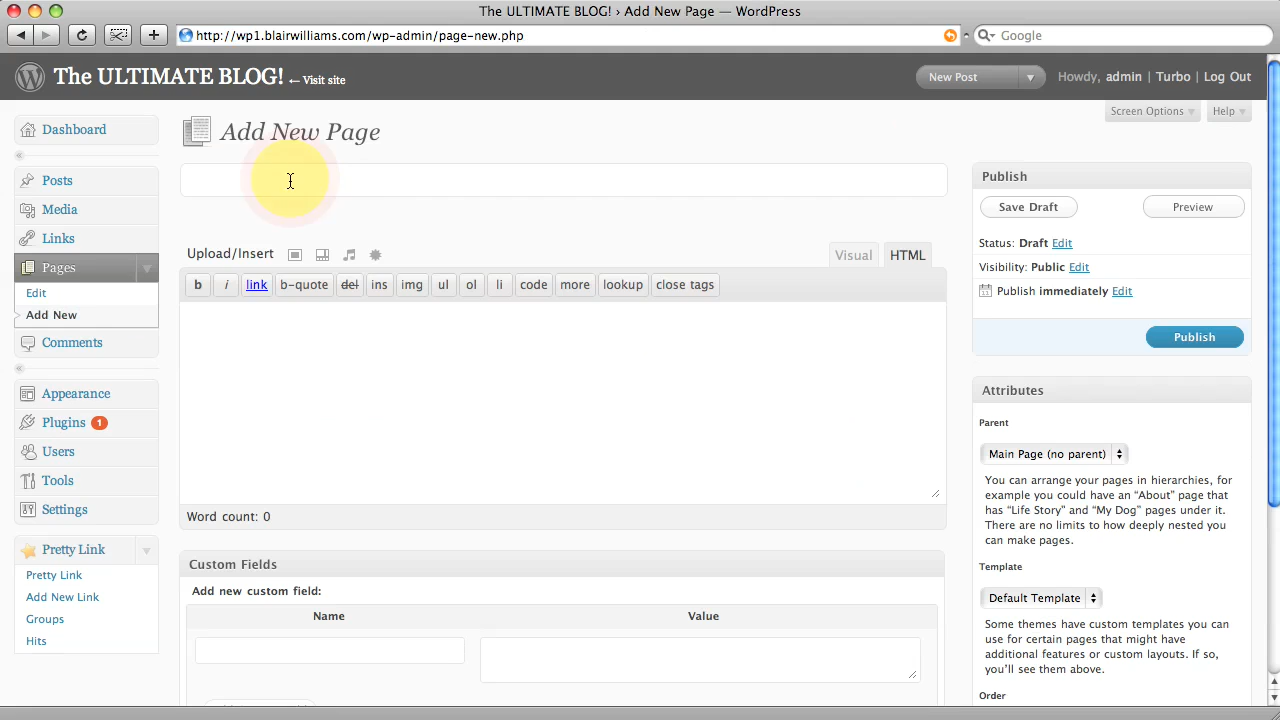 The ULTIMATE BLOG! › Add New Page — WordPress
http://wp1.blairwilliams.com/wp-admin/page-new.php
Google
The ULTIMATE BLOG! ← Visit site
New Post
Howdy, admin | Turbo | Log Out
Screen Options
Help
Dashboard
Posts
Media
Links
Pages
Edit
Add New
Comments
Appearance
Plugins 1
Users
Tools
Settings
Pretty Link
Pretty Link
Add New Link
Groups
Hits
Add New Page
Upload/Insert
Visual
HTML
b
i
link
b-quote
del
ins
img
ul
ol
li
code
more
lookup
close tags
Word count: 0
Custom Fields
Add new custom field:
Name
Value
Publish
Save Draft
Preview
Status: Draft Edit
Visibility: Public Edit
Publish immediately Edit
Publish
Attributes
Parent
Main Page (no parent)
You can arrange your pages in hierarchies, for
example you could have an “About” page that
has “Life Story” and “My Dog” pages under it.
There are no limits to how deeply nested you
can make pages.
Template
Default Template
Some themes have custom templates you can
use for certain pages that might have
additional features or custom layouts. If so,
you’ll see them above.
Order